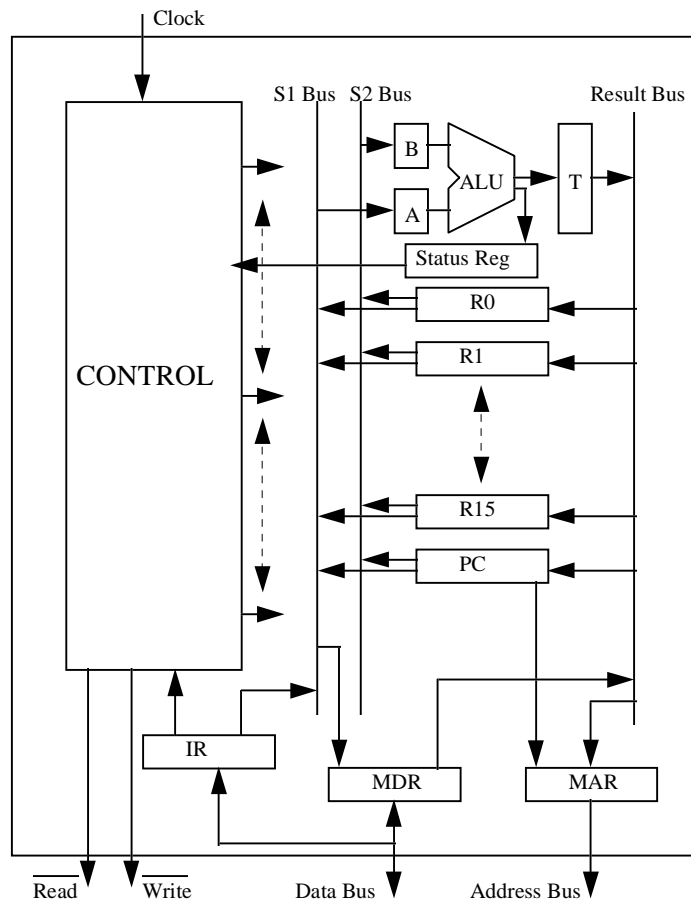 Clock
S1 Bus
S2 Bus
Result Bus
B
ALU
T
A
Status Reg
R0
R1
CONTROL
R15
PC
IR
MDR
MAR
Read
Write
Data Bus
Address Bus